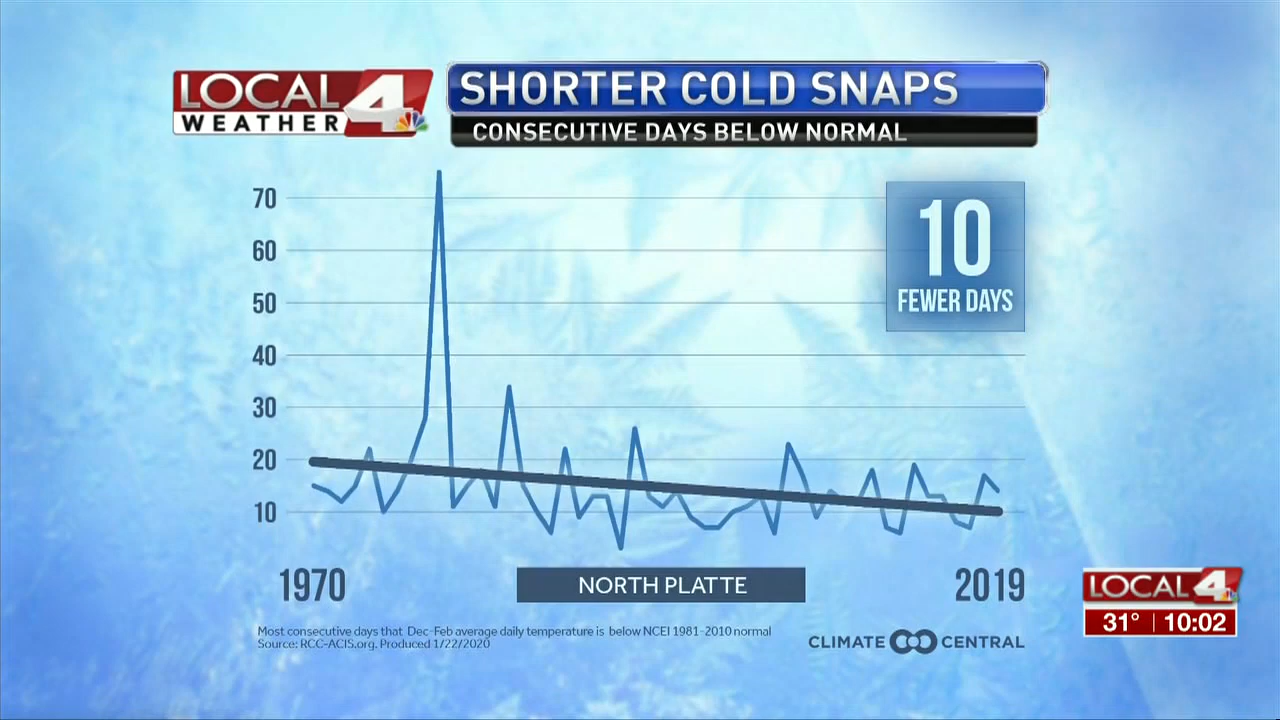 LOCAL 4
WEATHER
SHORTER COLD SNAPS
CONSECUTIVE DAYS BELOW NORMAL
70
60
50
40
30
20
10
10
FEWER DAYS
1970
NORTH PLATTE
2019
Most consecutive days that Dec-Feb average daily temperature is below NCEI 1981-2010 normal
Source: RCC-ACIS.org. Produced 1/22/2020
CLIMATE CENTRAL
LOCAL 4
31° | 10:02